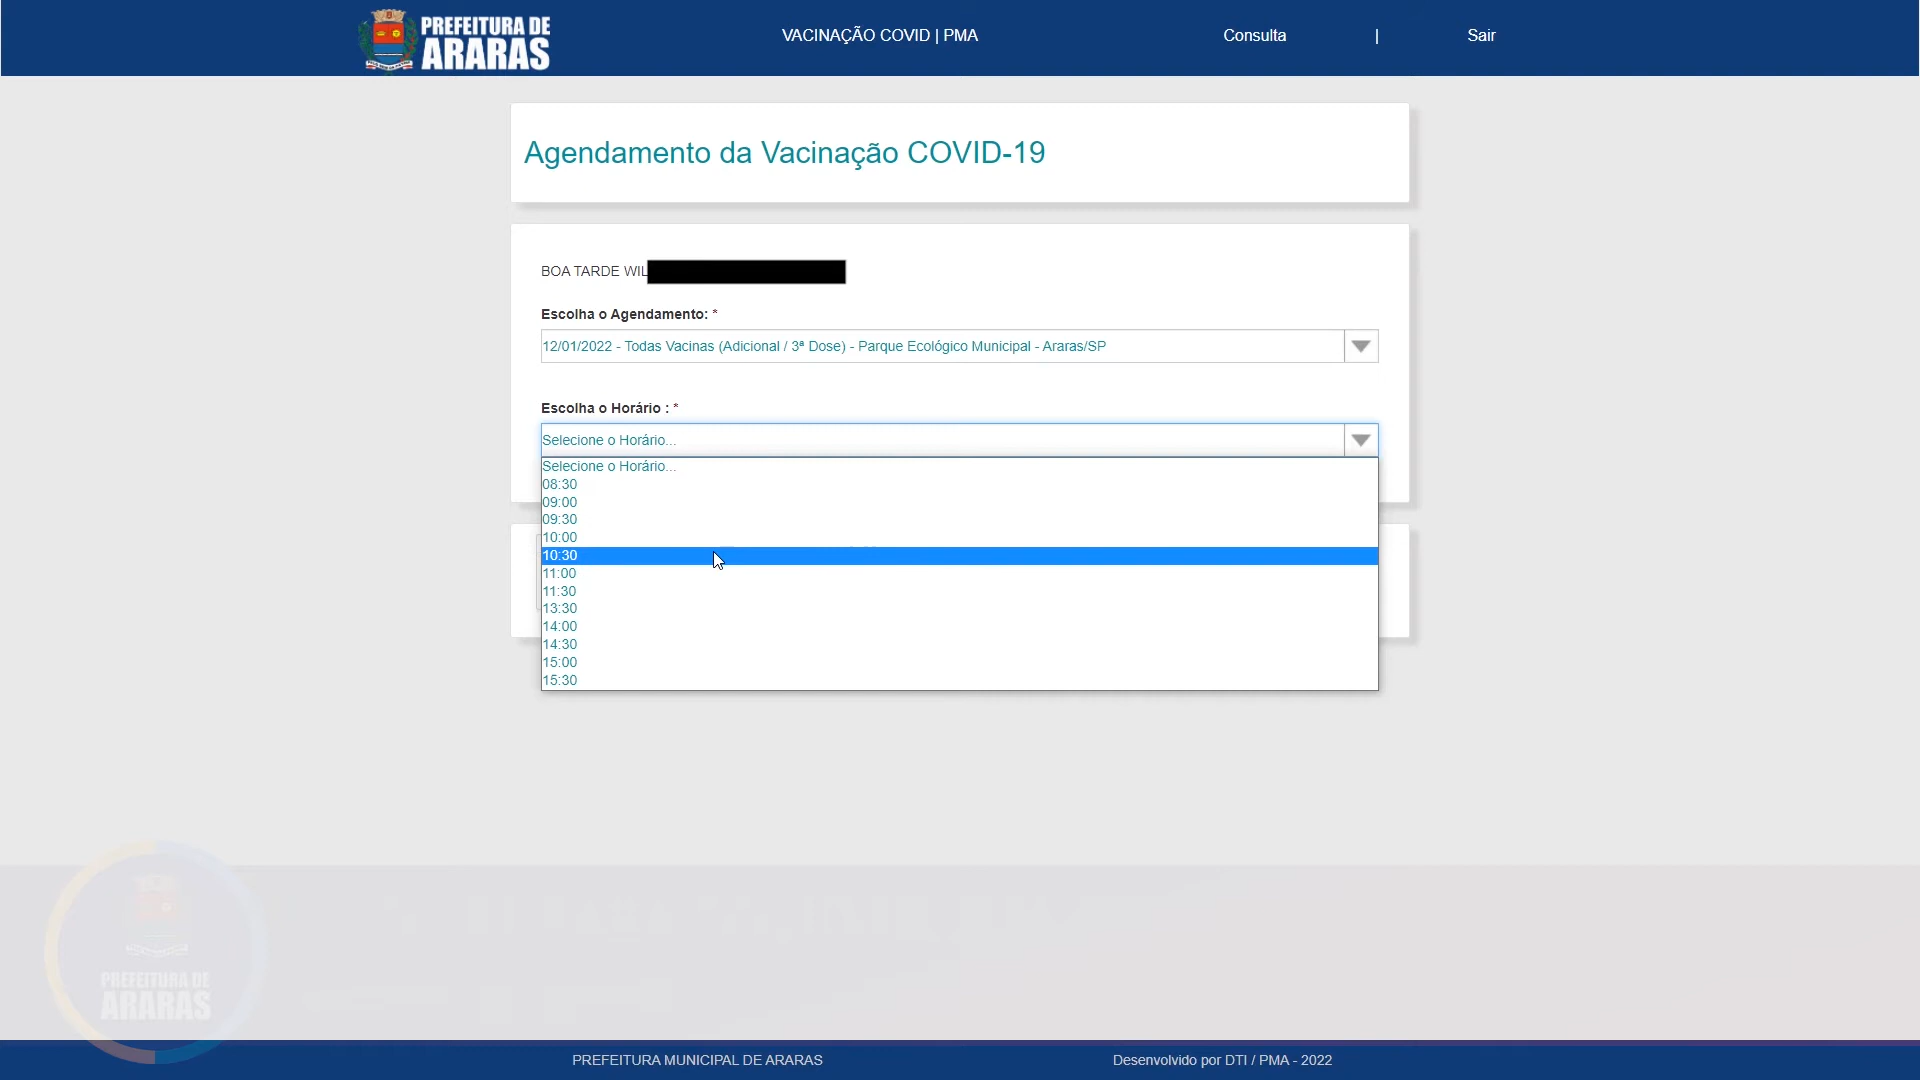 PREFEITURA DE
ARARAS
VACINAÇÃO COVID | PMA
Consulta
|
Sair
Agendamento da Vacinação COVID-19
BOA TARDE WIL
Escolha o Agendamento: *
12/01/2022 - Todas Vacinas (Adicional / 3ª Dose) - Parque Ecológico Municipal - Araras/SP
Escolha o Horário : *
Selecione o Horário...
Selecione o Horário...
08:30
09:00
09:30
10:00
10:30
11:00
11:30
13:30
14:00
14:30
15:00
15:30
PREFEITURA DE
ARARAS
PREFEITURA MUNICIPAL DE ARARAS
Desenvolvido por DTI / PMA - 2022